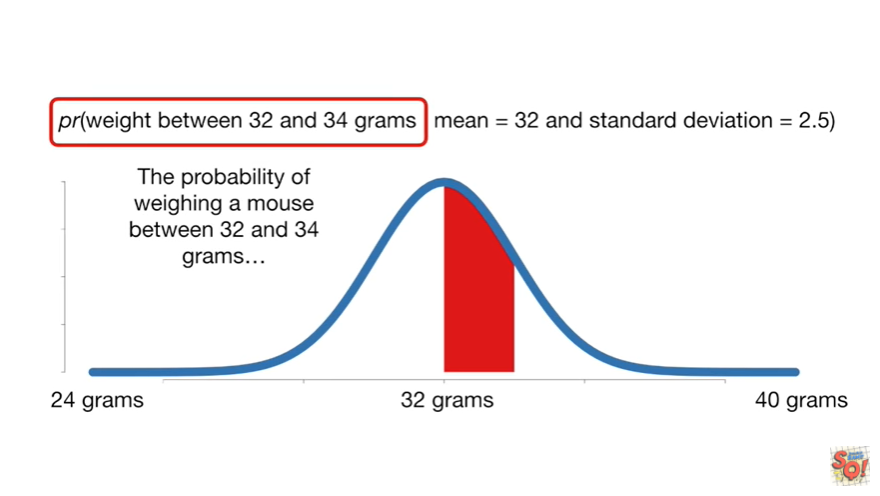 pr(weight between 32 and 34 grams mean = 32 and standard deviation = 2.5)
The probability of
weighing a mouse
between 32 and 34
grams…
24 grams
32 grams
40 grams
SQ!